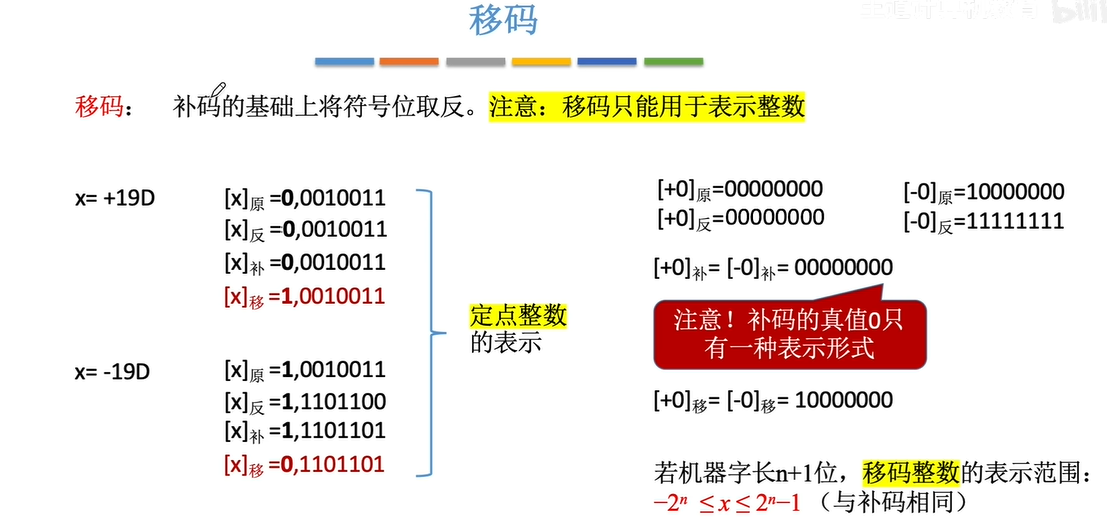 移码
移码： 补码的基础上将符号位取反。注意：移码只能用于表示整数
x= +19D
[x]原 =0,0010011
[x]反 =0,0010011
[x]补 =0,0010011
[x]移 =1,0010011
x= -19D
[x]原 =1,0010011
[x]反 =1,1101100
[x]补 =1,1101101
[x]移 =0,1101101
定点整数
的表示
[+0]原=00000000 [-0]原=10000000
[+0]反=00000000 [-0]反=11111111
[+0]补= [-0]补= 00000000
注意！补码的真值0只
有一种表示形式
[+0]移= [-0]移= 10000000
若机器字长n+1位，移码整数的表示范围：
−2ⁿ ≤x≤ 2ⁿ−1 （与补码相同）